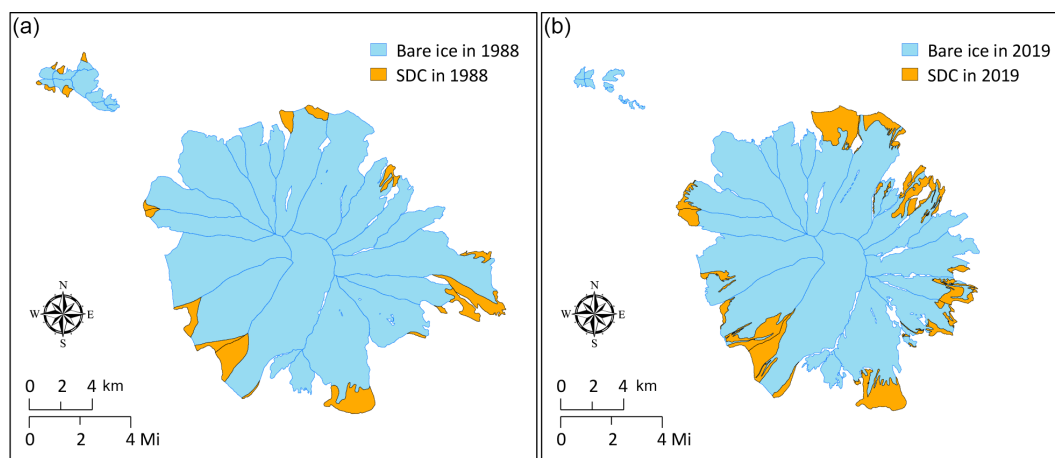 (a)
Bare ice in 1988
SDC in 1988
N
W E
S
0 2 4 km
0 2 4 Mi
(b)
Bare ice in 2019
SDC in 2019
N
W E
S
0 2 4 km
0 2 4 Mi